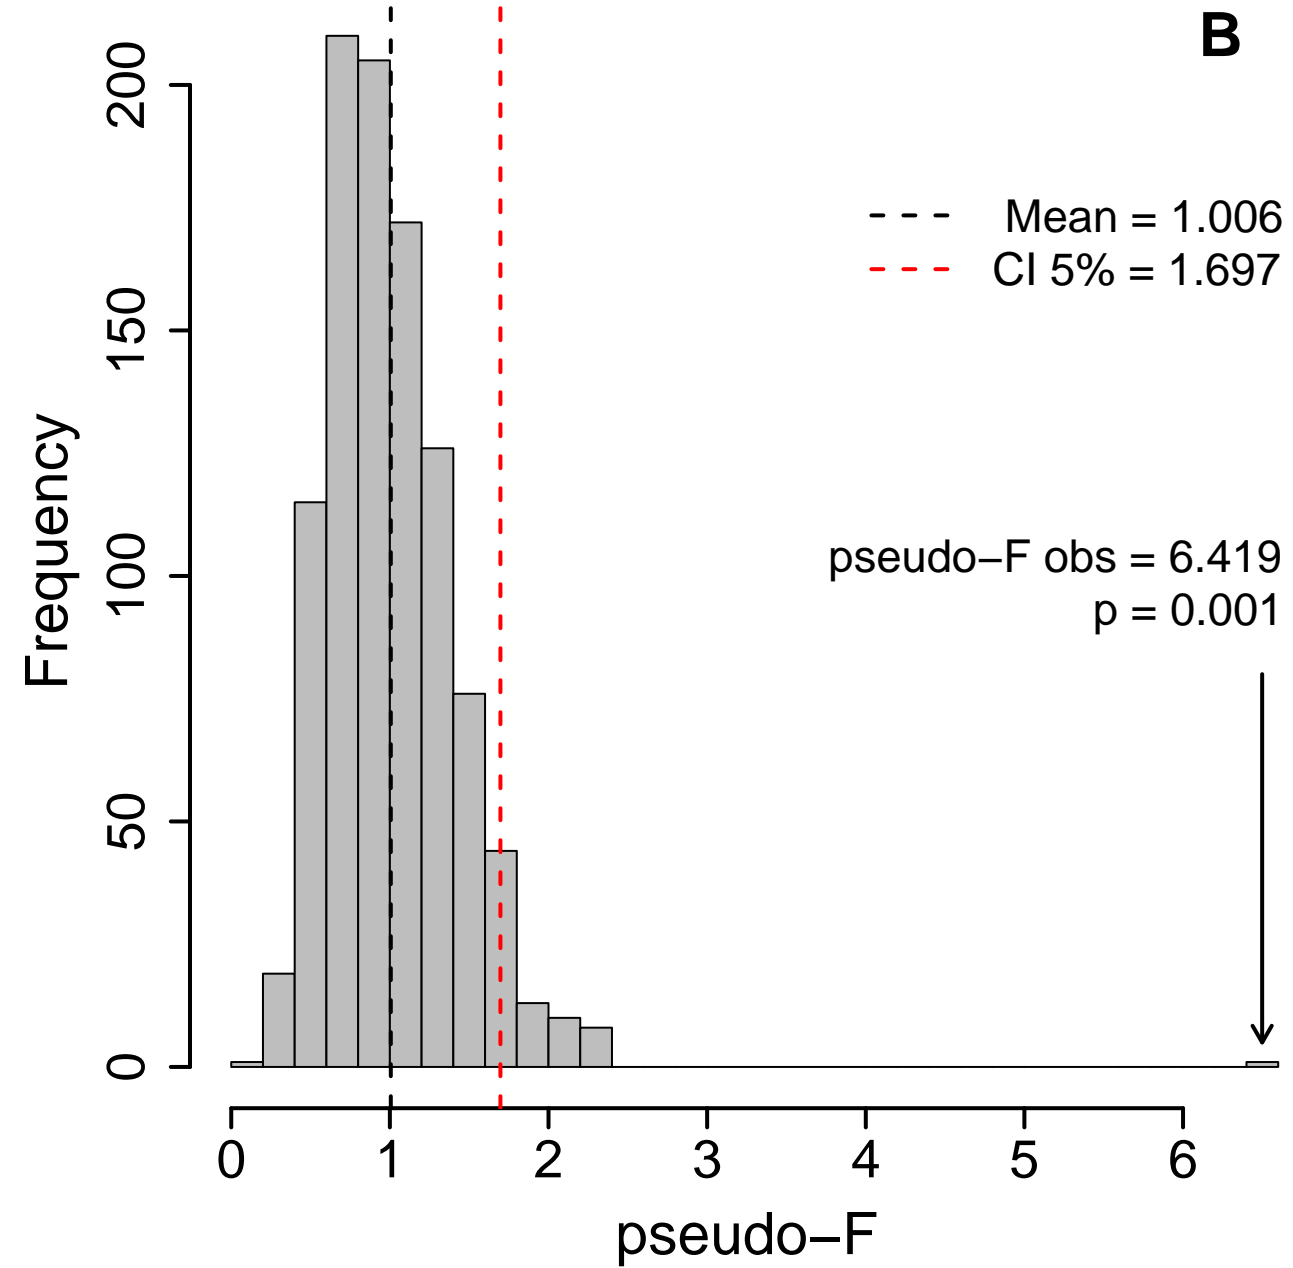 B
200
150
100
50
0
Frequency
Mean = 1.006
CI 5% = 1.697
pseudo−F obs = 6.419
p = 0.001
0 1 2 3 4 5 6
pseudo−F